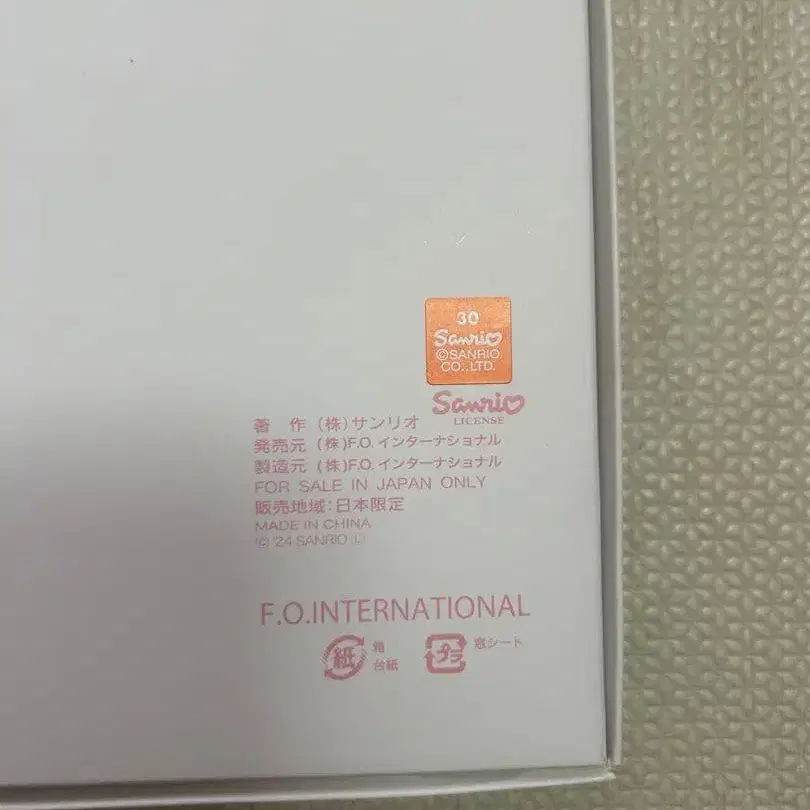 30
Sanrio
©SANRIO
CO.,LTD.
Sanrio
LICENSE
著 作 (株)サンリオ
発売元 (株)F.O.インターナショナル
製造元 (株)F.O.インターナショナル
FOR SALE IN JAPAN ONLY
販売地域:日本限定
MADE IN CHINA
© '24 SANRIO (L)
F.O.INTERNATIONAL
紙 箱
台紙
プラ 窓シート